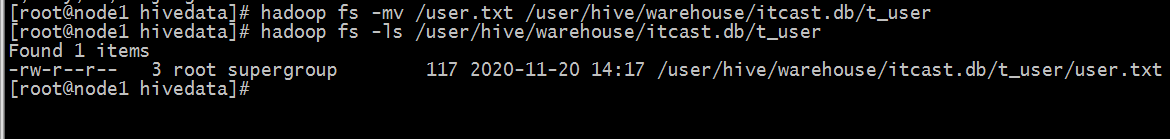 [root@node1 hivedata]# hadoop fs -mv /user.txt /user/hive/warehouse/itcast.db/t_user
[root@node1 hivedata]# hadoop fs -ls /user/hive/warehouse/itcast.db/t_user
Found 1 items
-rw-r--r--   3 root supergroup        117 2020-11-20 14:17 /user/hive/warehouse/itcast.db/t_user/user.txt
[root@node1 hivedata]#